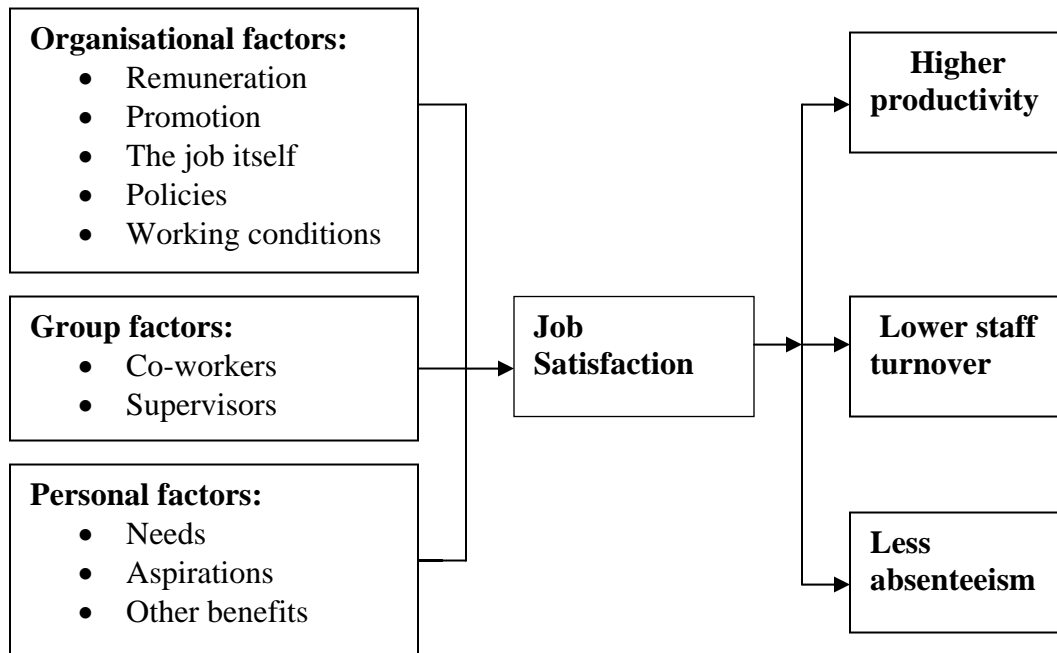 Organisational factors:
• Remuneration
• Promotion
• The job itself
• Policies
• Working conditions
Group factors:
• Co-workers
• Supervisors
Personal factors:
• Needs
• Aspirations
• Other benefits
Job
Satisfaction
Higher
productivity
Lower staff
turnover
Less
absenteeism